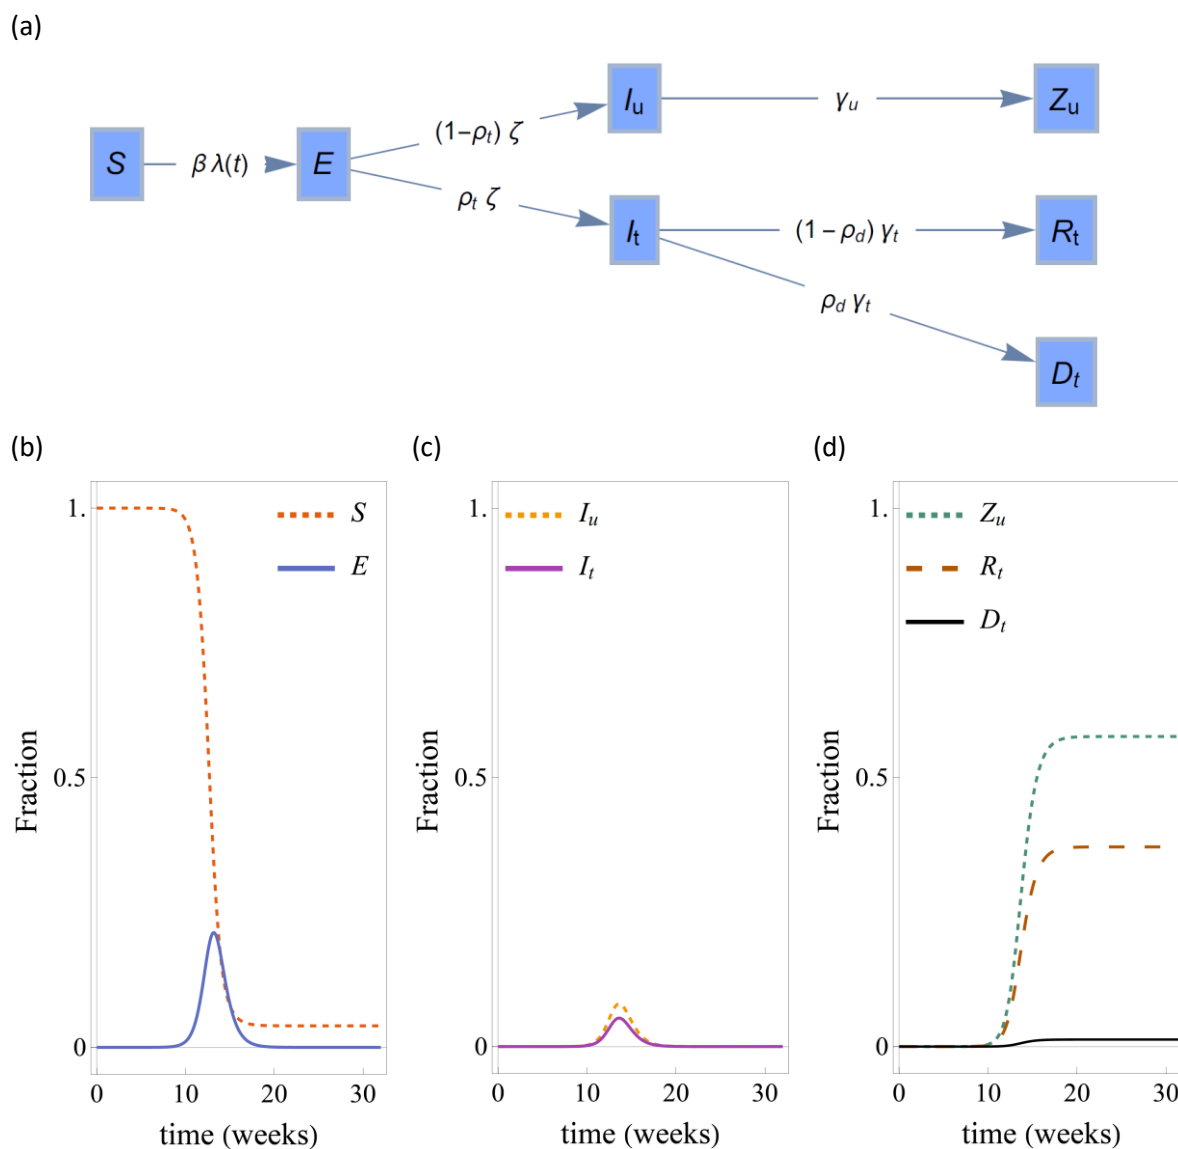 (a)
S
β λ(t)
E
(1−ρt) ζ
ρt ζ
Iu
It
γu
(1 − ρd) γt
ρd γt
Zu
Rt
Dt
(b)
1.
0.5
0
Fraction
S
E
0 10 20 30
time (weeks)
(c)
1.
0.5
0
Fraction
Iu
It
0 10 20 30
time (weeks)
(d)
1.
0.5
0
Fraction
Zu
Rt
Dt
0 10 20 30
time (weeks)